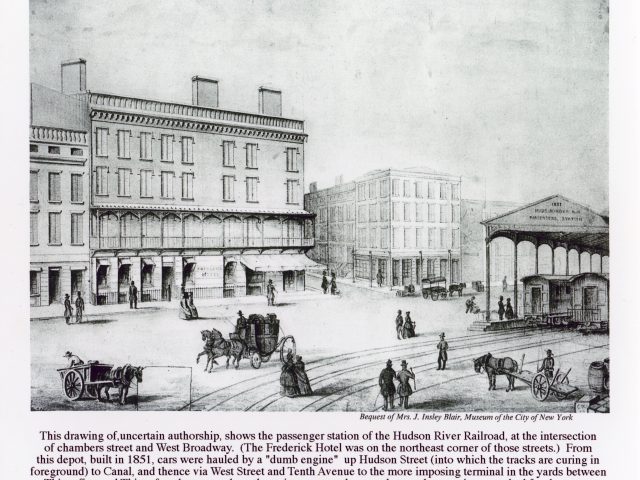 1851
HUDSON RIVER R.R.
PASSENGERS STATION
Bequest of Mrs. J. Insley Blair, Museum of the City of New York
This drawing of,uncertain authorship, shows the passenger station of the Hudson River Railroad, at the intersection
of chambers street and West Broadway. (The Frederick Hotel was on the northeast corner of those streets.) From
this depot, built in 1851, cars were hauled by a "dumb engine" up Hudson Street (into which the tracks are curing in
foreground) to Canal, and thence via West Street and Tenth Avenue to the more imposing terminal in the yards between